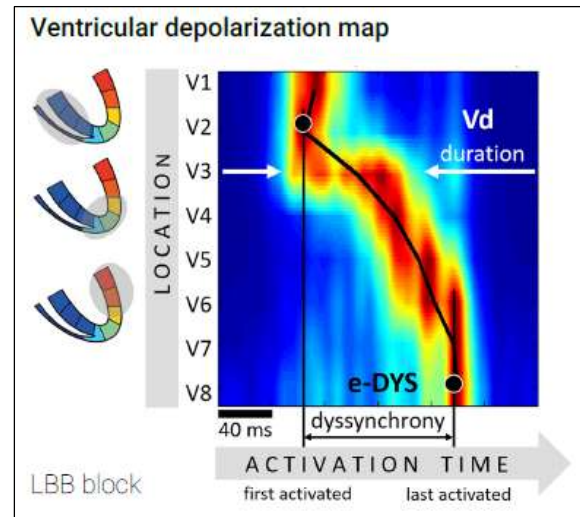 Ventricular depolarization map
LOCATION
V1
V2
V3
V4
V5
V6
V7
V8
Vd
duration
e-DYS
40 ms
dyssynchrony
ACTIVATION TIME
first activated
last activated
LBB block